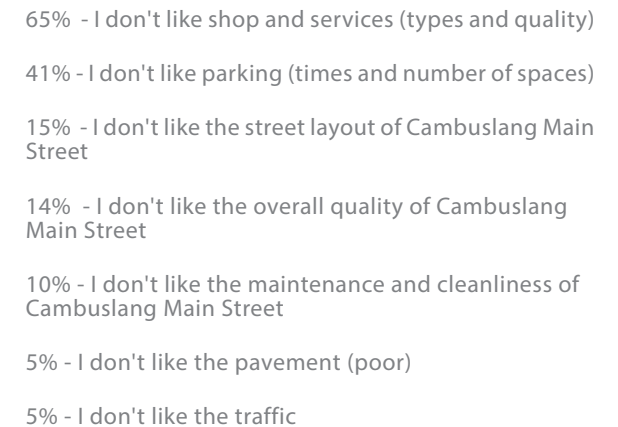 65%  - I don't like shop and services (types and quality)
41% - I don't like parking (times and number of spaces)
15%  - I don't like the street layout of Cambuslang Main
Street
14%  - I don't like the overall quality of Cambuslang
Main Street
10% - I don't like the maintenance and cleanliness of
Cambuslang Main Street
5% - I don't like the pavement (poor)
5% - I don't like the traffic